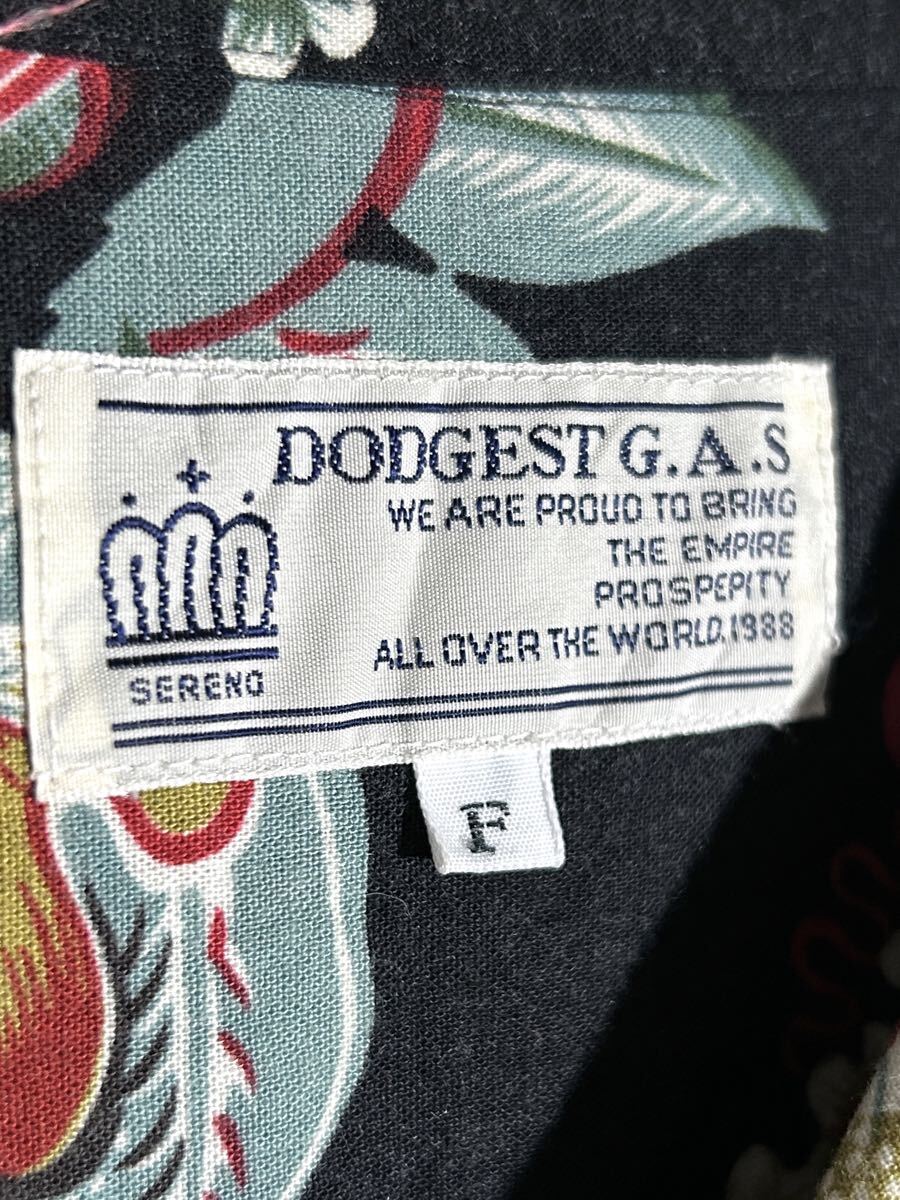 DODGEST G.A.S
WE ARE PROUD TO BRING
THE EMPIRE
PROSPEPITY
ALL OVER THE WORLD.1988
SERENO
F